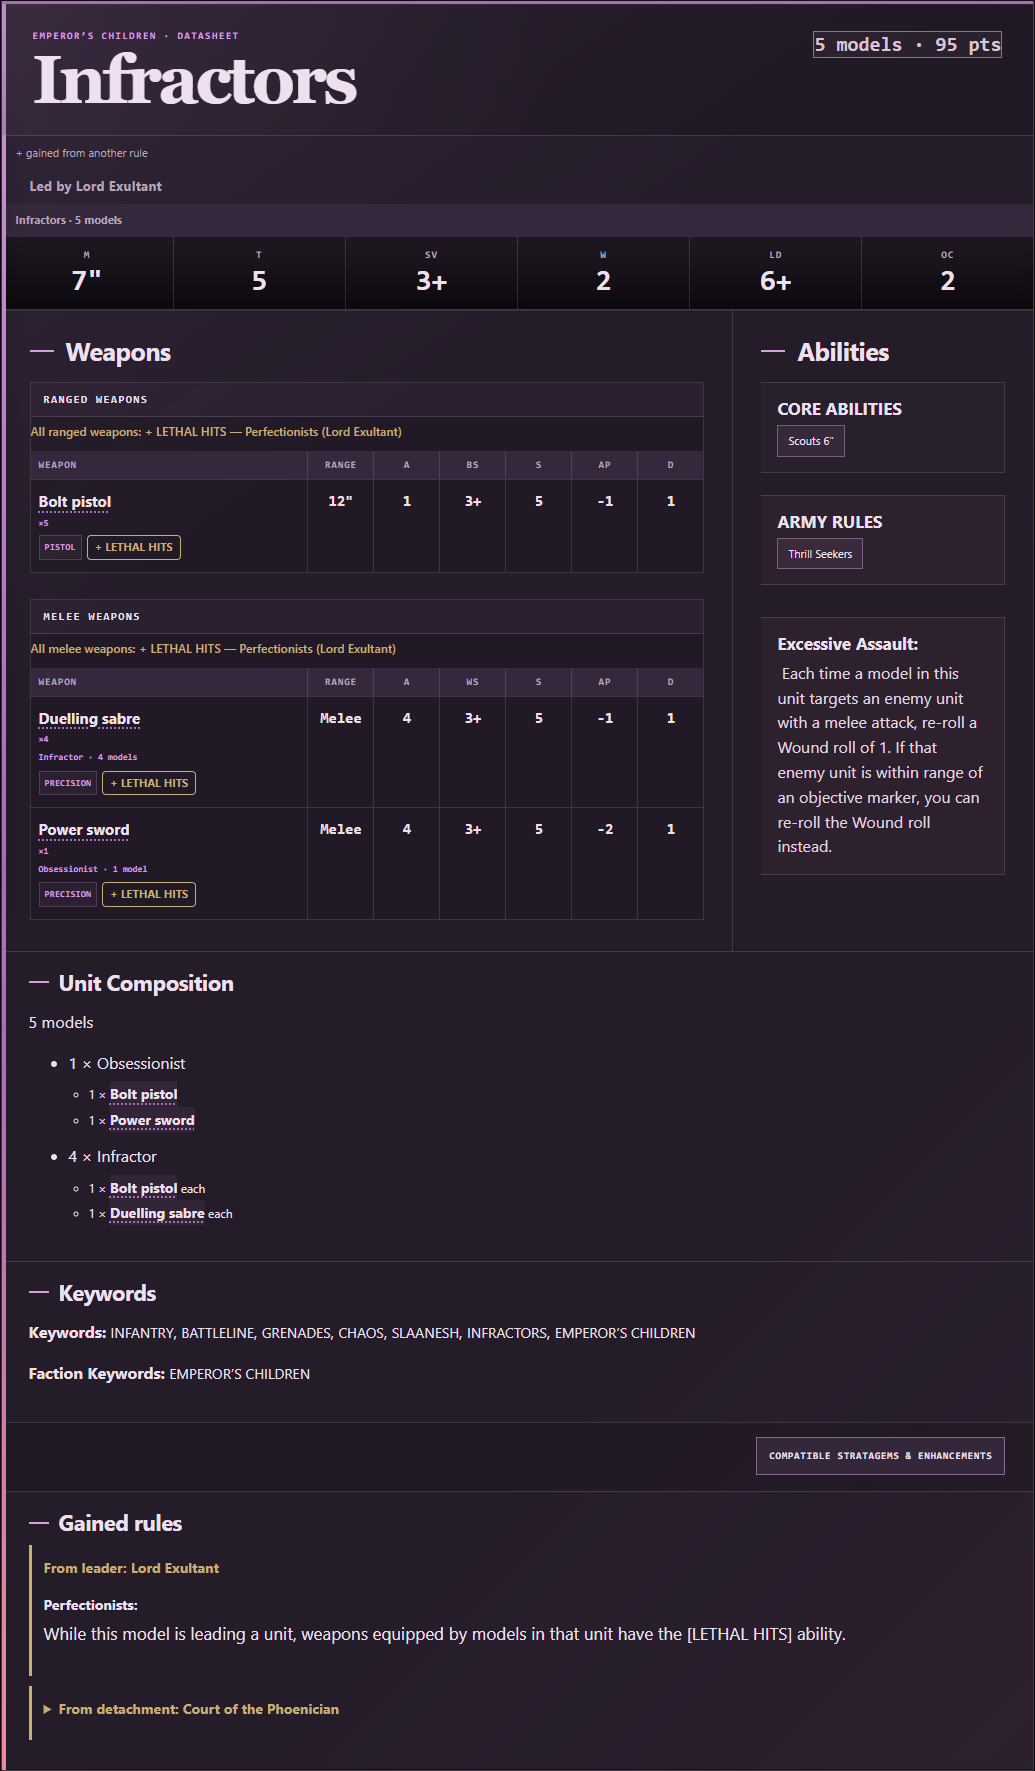 EMPEROR'S CHILDREN · DATASHEET
Infractors
5 models · 95 pts
+ gained from another rule
Led by Lord Exultant
Infractors · 5 models
M T SV W LD OC
7" 5 3+ 2 6+ 2
Weapons
RANGED WEAPONS
All ranged weapons: + LETHAL HITS — Perfectionists (Lord Exultant)
WEAPON RANGE A BS S AP D
Bolt pistol 12" 1 3+ 5 -1 1
×5
PISTOL + LETHAL HITS
MELEE WEAPONS
All melee weapons: + LETHAL HITS — Perfectionists (Lord Exultant)
WEAPON RANGE A WS S AP D
Duelling sabre Melee 4 3+ 5 -1 1
×4
Infractor · 4 models
PRECISION + LETHAL HITS
Power sword Melee 4 3+ 5 -2 1
×1
Obsessionist · 1 model
PRECISION + LETHAL HITS
Abilities
CORE ABILITIES
Scouts 6"
ARMY RULES
Thrill Seekers
Excessive Assault:
Each time a model in this
unit targets an enemy unit
with a melee attack, re-roll a
Wound roll of 1. If that
enemy unit is within range of
an objective marker, you can
re-roll the Wound roll
instead.
Unit Composition
5 models
• 1 × Obsessionist
◦ 1 × Bolt pistol
◦ 1 × Power sword
• 4 × Infractor
◦ 1 × Bolt pistol each
◦ 1 × Duelling sabre each
Keywords
Keywords: INFANTRY, BATTLELINE, GRENADES, CHAOS, SLAANESH, INFRACTORS, EMPEROR'S CHILDREN
Faction Keywords: EMPEROR'S CHILDREN
COMPATIBLE STRATAGEMS & ENHANCEMENTS
Gained rules
From leader: Lord Exultant
Perfectionists:
While this model is leading a unit, weapons equipped by models in that unit have the [LETHAL HITS] ability.
▶ From detachment: Court of the Phoenician